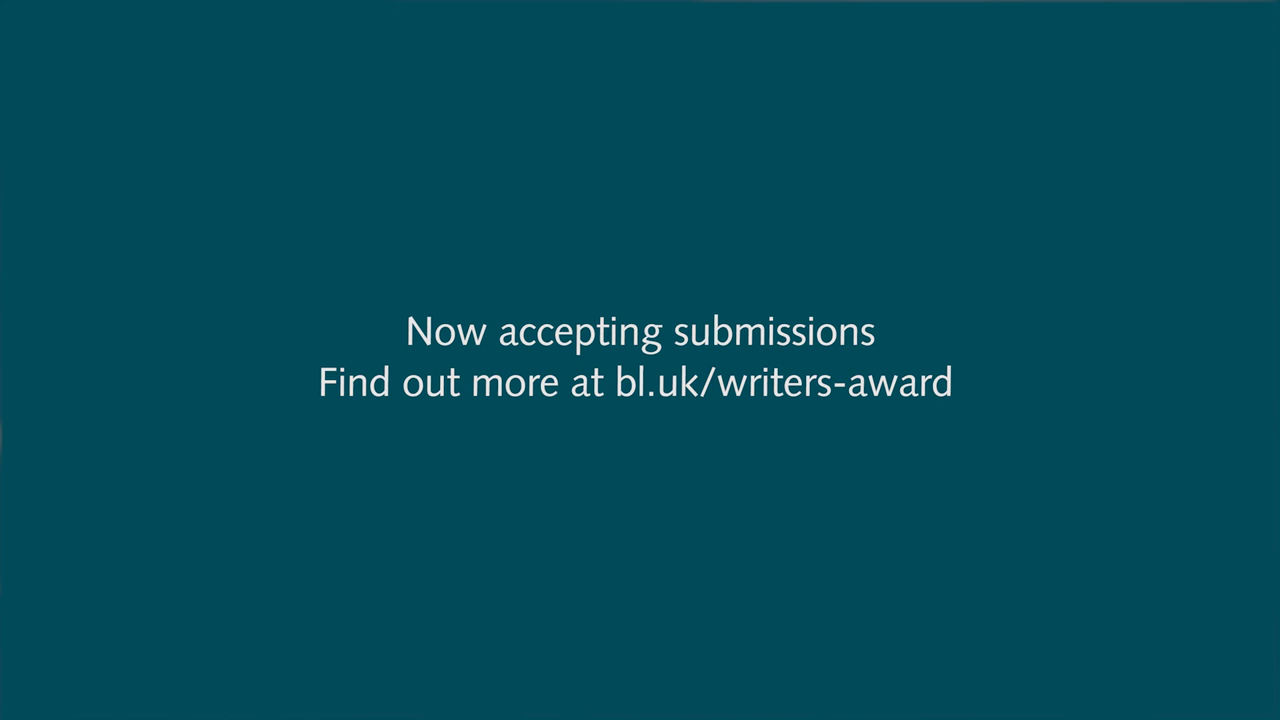 Now accepting submissions
Find out more at bl.uk/writers-award